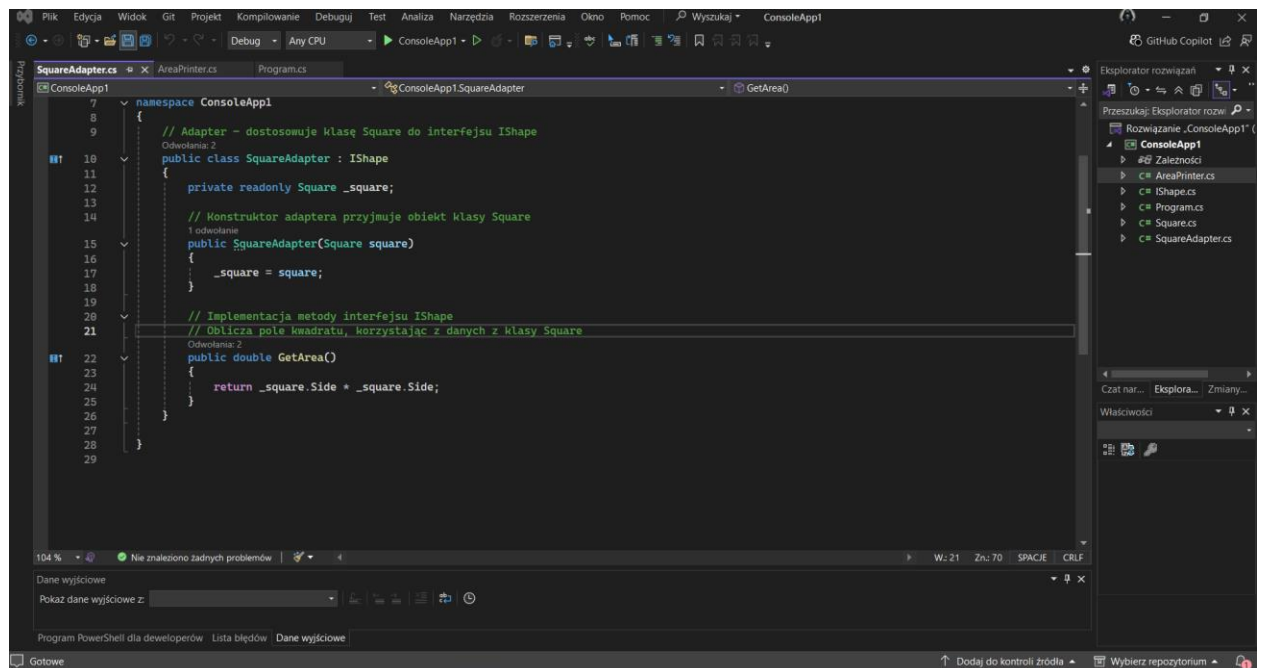 Plik Edycja Widok Git Projekt Kompilowanie Debuguj Test Analiza Narzędzia Rozszerzenia Okno Pomoc Wyszukaj ConsoleApp1
Debug Any CPU ConsoleApp1 GitHub Copilot
Przybornik
SquareAdapter.cs AreaPrinter.cs Program.cs
ConsoleApp1 ConsoleApp1.SquareAdapter GetArea()
7 namespace ConsoleApp1
8 {
9 // Adapter – dostosowuje klasę Square do interfejsu IShape
Odwołania: 2
10 public class SquareAdapter : IShape
11 {
12 private readonly Square _square;
13
14 // Konstruktor adaptera przyjmuje obiekt klasy Square
1 odwołanie
15 public SquareAdapter(Square square)
16 {
17 _square = square;
18 }
19
20 // Implementacja metody interfejsu IShape
21 // Oblicza pole kwadratu, korzystając z danych z klasy Square
Odwołania: 2
22 public double GetArea()
23 {
24 return _square.Side * _square.Side;
25 }
26 }
27
28 }
29
104 % Nie znaleziono żadnych problemów W.: 21 Zn.: 70 SPACJE CRLF
Dane wyjściowe
Pokaż dane wyjściowe z:
Program PowerShell dla deweloperów Lista błędów Dane wyjściowe
Eksplorator rozwiązań
Przeszukaj: Eksplorator rozwi
Rozwiązanie „ConsoleApp1" (
ConsoleApp1
Zależności
C# AreaPrinter.cs
C# IShape.cs
C# Program.cs
C# Square.cs
C# SquareAdapter.cs
Czat nar... Eksplora... Zmiany...
Właściwości
Gotowe Dodaj do kontroli źródła Wybierz repozytorium